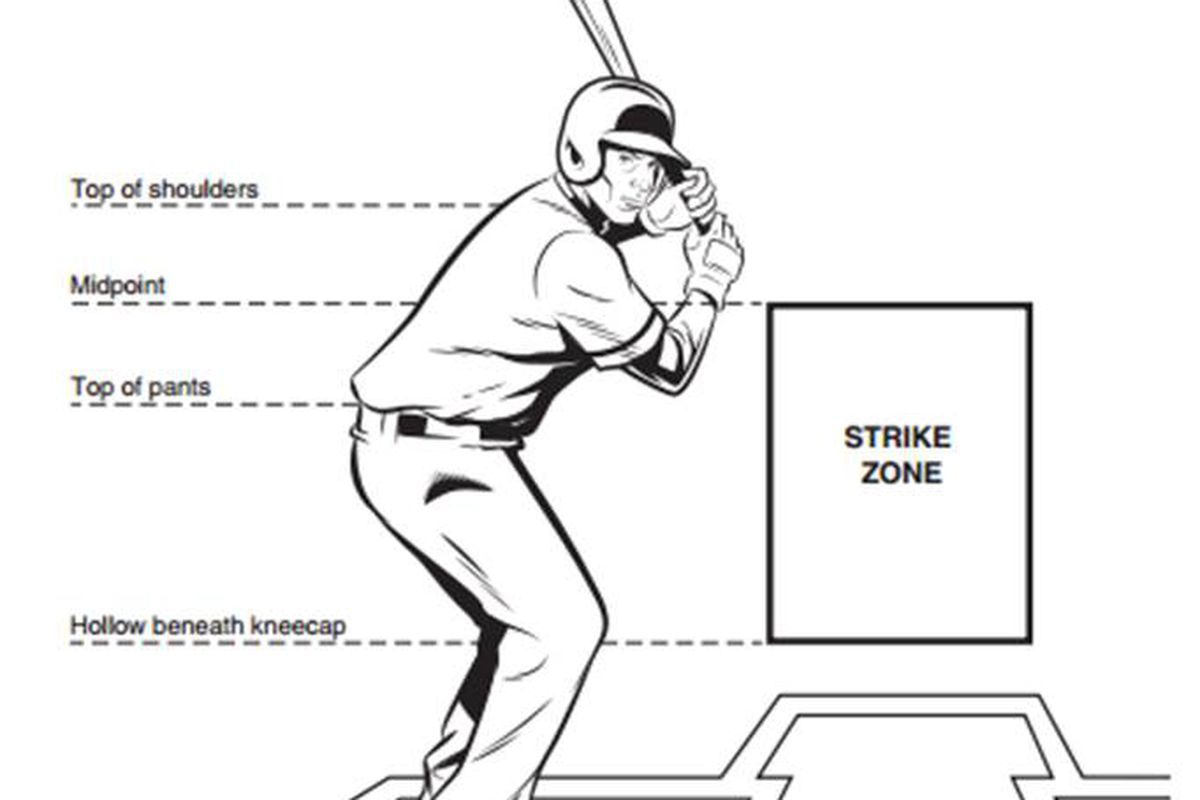 Top of shoulders
Midpoint
Top of pants
STRIKE
ZONE
Hollow beneath kneecap